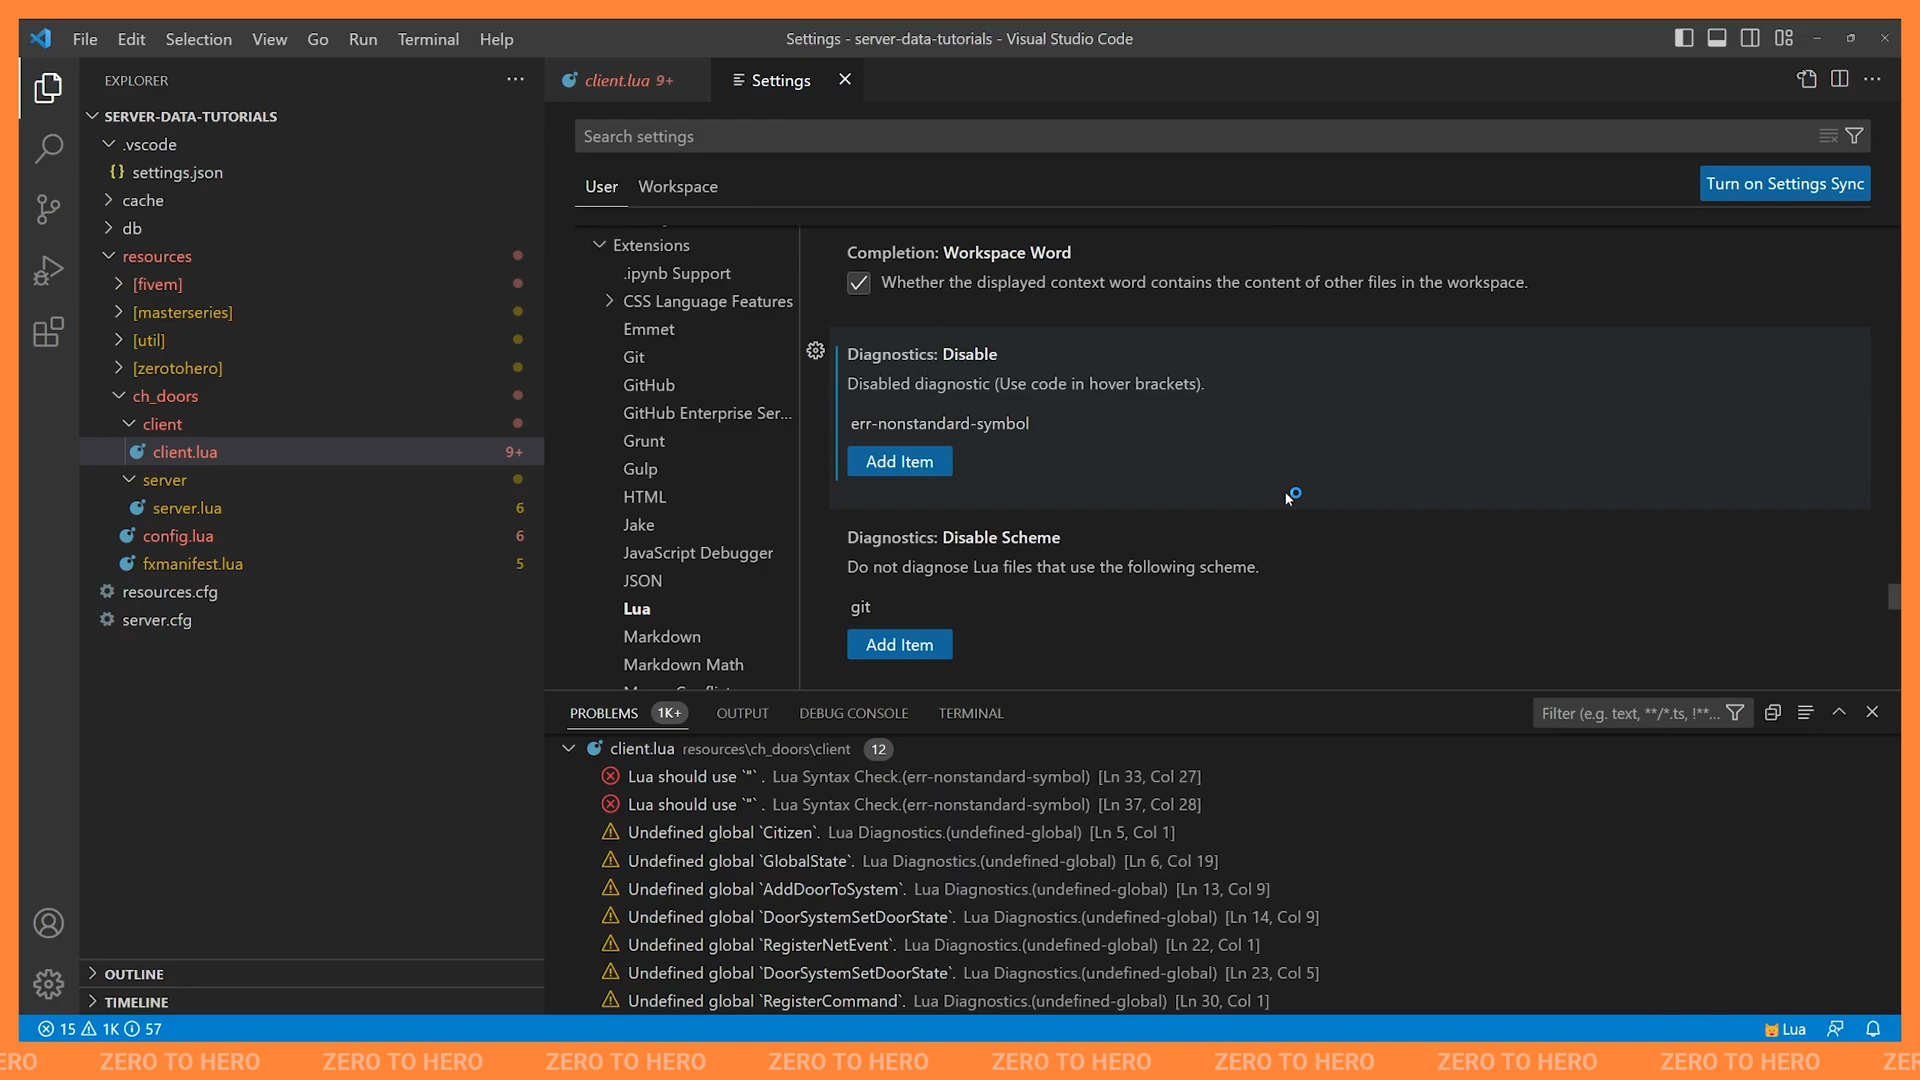 File Edit Selection View Go Run Terminal Help
Settings - server-data-tutorials - Visual Studio Code
EXPLORER
SERVER-DATA-TUTORIALS
.vscode
{} settings.json
cache
db
resources
[fivem]
[masterseries]
[util]
[zerotohero]
ch_doors
client
client.lua 9+
server
server.lua 6
config.lua 6
fxmanifest.lua 5
resources.cfg
server.cfg
OUTLINE
TIMELINE
client.lua 9+
Settings
Search settings
User Workspace
Turn on Settings Sync
Extensions
.ipynb Support
CSS Language Features
Emmet
Git
GitHub
GitHub Enterprise Ser...
Grunt
Gulp
HTML
Jake
JavaScript Debugger
JSON
Lua
Markdown
Markdown Math
Completion: Workspace Word
Whether the displayed context word contains the content of other files in the workspace.
Diagnostics: Disable
Disabled diagnostic (Use code in hover brackets).
err-nonstandard-symbol
Add Item
Diagnostics: Disable Scheme
Do not diagnose Lua files that use the following scheme.
git
Add Item
PROBLEMS 1K+ OUTPUT DEBUG CONSOLE TERMINAL
Filter (e.g. text, **/*.ts, !**...
client.lua resources\ch_doors\client 12
Lua should use `"` . Lua Syntax Check.(err-nonstandard-symbol) [Ln 33, Col 27]
Lua should use `"` . Lua Syntax Check.(err-nonstandard-symbol) [Ln 37, Col 28]
Undefined global `Citizen`. Lua Diagnostics.(undefined-global) [Ln 5, Col 1]
Undefined global `GlobalState`. Lua Diagnostics.(undefined-global) [Ln 6, Col 19]
Undefined global `AddDoorToSystem`. Lua Diagnostics.(undefined-global) [Ln 13, Col 9]
Undefined global `DoorSystemSetDoorState`. Lua Diagnostics.(undefined-global) [Ln 14, Col 9]
Undefined global `RegisterNetEvent`. Lua Diagnostics.(undefined-global) [Ln 22, Col 1]
Undefined global `DoorSystemSetDoorState`. Lua Diagnostics.(undefined-global) [Ln 23, Col 5]
Undefined global `RegisterCommand`. Lua Diagnostics.(undefined-global) [Ln 30, Col 1]
15 1K 57
Lua
ERO ZERO TO HERO ZERO TO HERO ZERO TO HERO ZERO TO HERO ZERO TO HERO ZERO TO HERO ZERO TO HERO ZERO TO HERO ZER